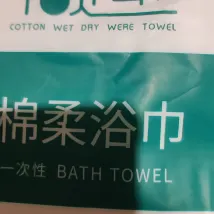 COTTON WET DRY WERE TOWEL
棉柔浴巾
一次性 BATH TOWEL